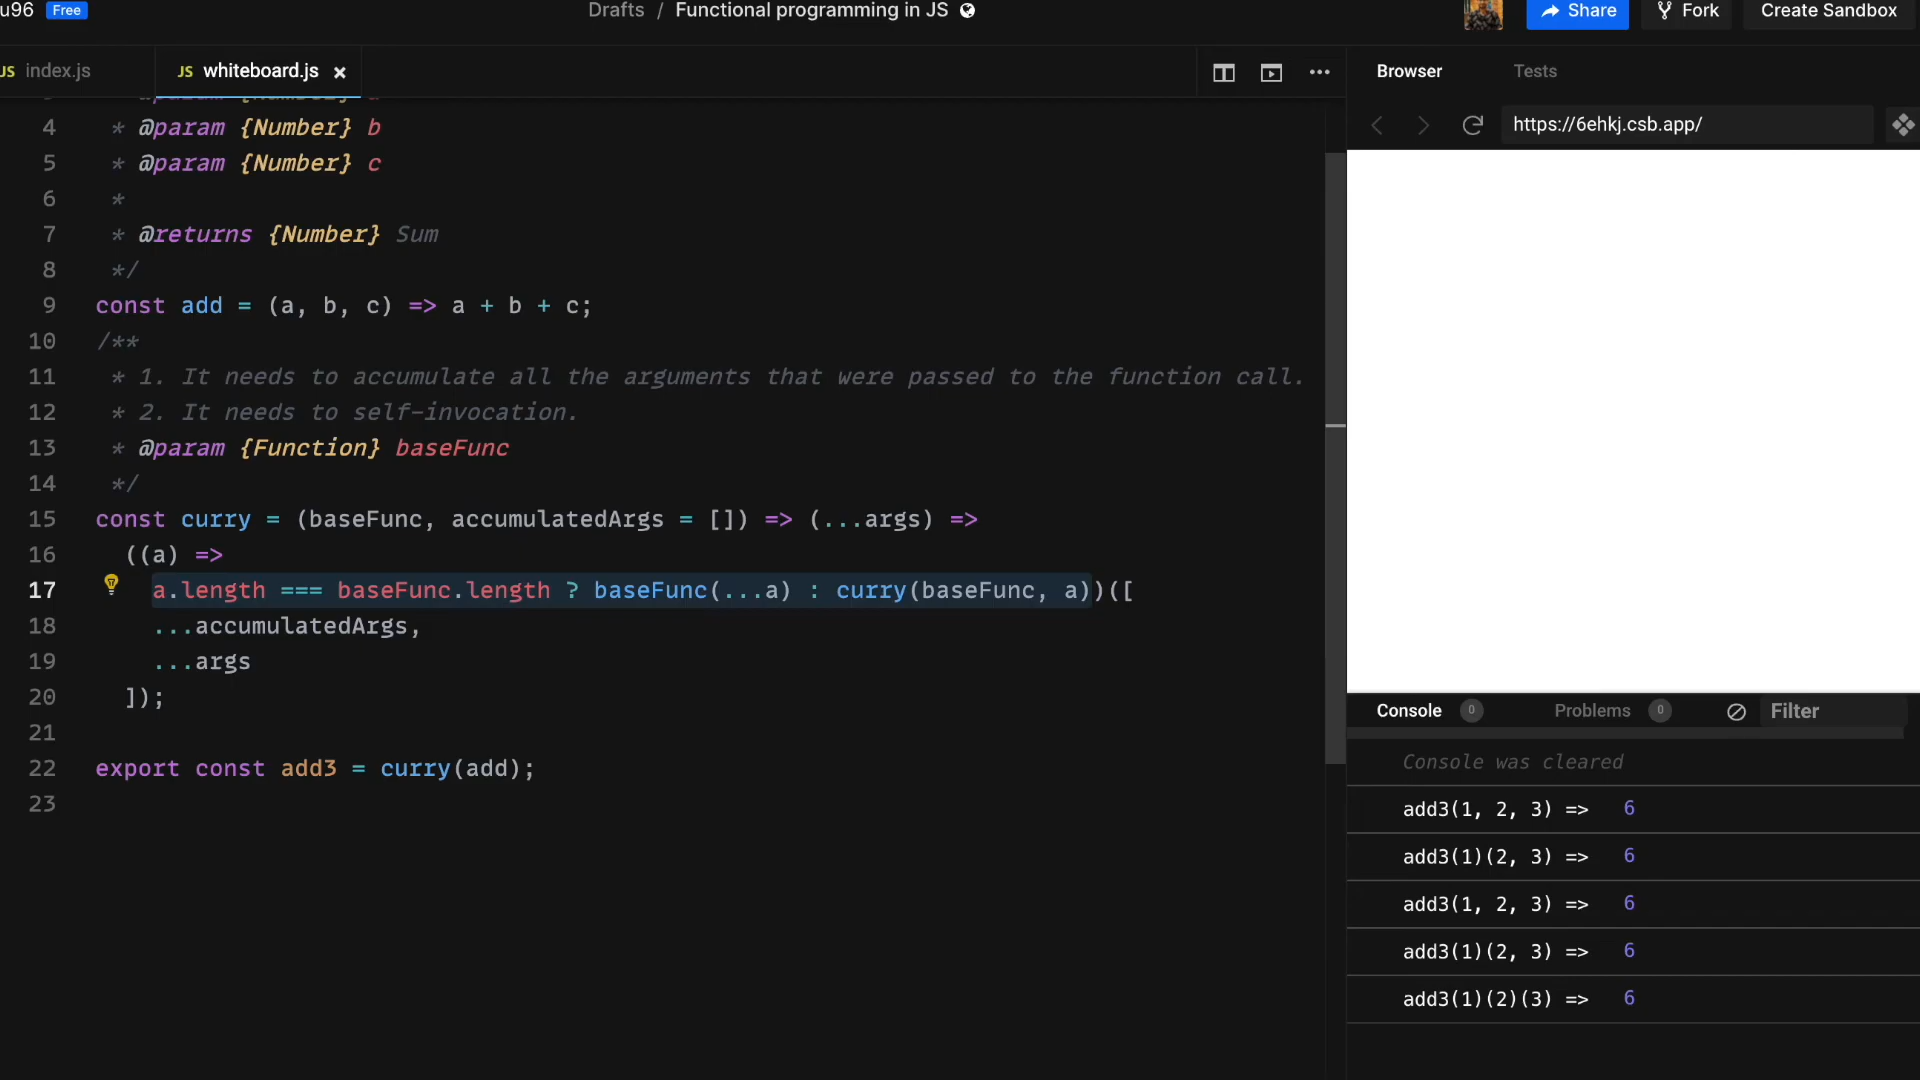 u96 Free
Drafts / Functional programming in JS
Share
Fork
Create Sandbox
JS index.js
JS whiteboard.js ×
Browser
Tests
https://6ehkj.csb.app/
4 * @param {Number} b
5 * @param {Number} c
6 *
7 * @returns {Number} Sum
8 */
9 const add = (a, b, c) => a + b + c;
10 /**
11 * 1. It needs to accumulate all the arguments that were passed to the function call.
12 * 2. It needs to self-invocation.
13 * @param {Function} baseFunc
14 */
15 const curry = (baseFunc, accumulatedArgs = []) => (...args) =>
16 ((a) =>
17 a.length === baseFunc.length ? baseFunc(...a) : curry(baseFunc, a))([
18 ...accumulatedArgs,
19 ...args
20 ]);
21
22 export const add3 = curry(add);
23
Console 0
Problems 0
Filter
Console was cleared
add3(1, 2, 3) => 6
add3(1)(2, 3) => 6
add3(1, 2, 3) => 6
add3(1)(2, 3) => 6
add3(1)(2)(3) => 6